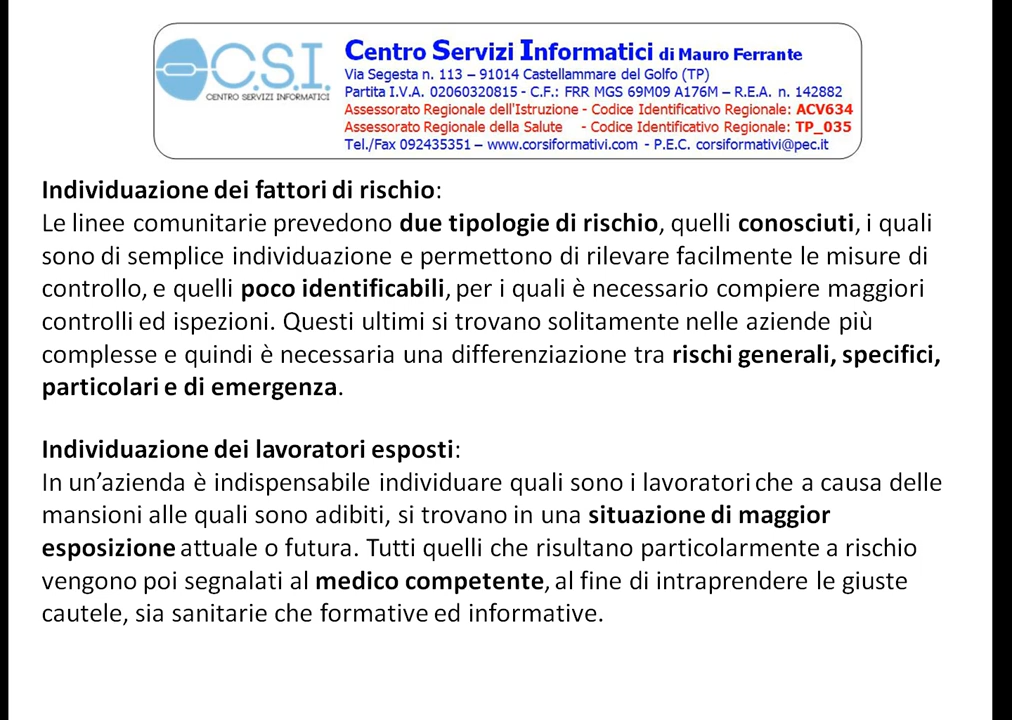 C.S.I.
CENTRO SERVIZI INFORMATICI
Centro Servizi Informatici di Mauro Ferrante
Via Segesta n. 113 – 91014 Castellammare del Golfo (TP)
Partita I.V.A. 02060320815 - C.F.: FRR MGS 69M09 A176M – R.E.A. n. 142882
Assessorato Regionale dell'Istruzione - Codice Identificativo Regionale: ACV634
Assessorato Regionale della Salute - Codice Identificativo Regionale: TP_035
Tel./Fax 092435351 – www.corsiformativi.com - P.E.C. corsiformativi@pec.it
Individuazione dei fattori di rischio:
Le linee comunitarie prevedono due tipologie di rischio, quelli conosciuti, i quali
sono di semplice individuazione e permettono di rilevare facilmente le misure di
controllo, e quelli poco identificabili, per i quali è necessario compiere maggiori
controlli ed ispezioni. Questi ultimi si trovano solitamente nelle aziende più
complesse e quindi è necessaria una differenziazione tra rischi generali, specifici,
particolari e di emergenza.
Individuazione dei lavoratori esposti:
In un’azienda è indispensabile individuare quali sono i lavoratori che a causa delle
mansioni alle quali sono adibiti, si trovano in una situazione di maggior
esposizione attuale o futura. Tutti quelli che risultano particolarmente a rischio
vengono poi segnalati al medico competente, al fine di intraprendere le giuste
cautele, sia sanitarie che formative ed informative.